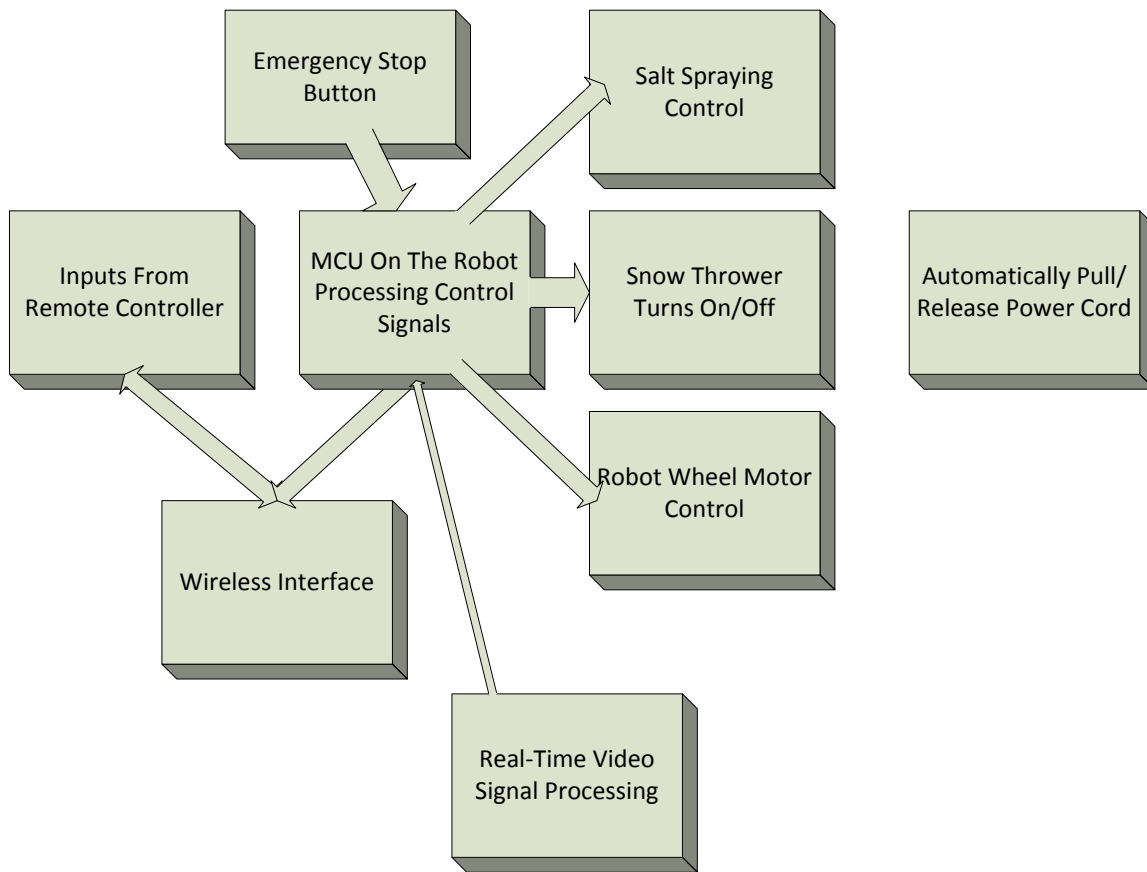 Emergency Stop
Button
Salt Spraying
Control
Inputs From
Remote Controller
MCU On The Robot
Processing Control
Signals
Snow Thrower
Turns On/Off
Automatically Pull/
Release Power Cord
Robot Wheel Motor
Control
Wireless Interface
Real-Time Video
Signal Processing